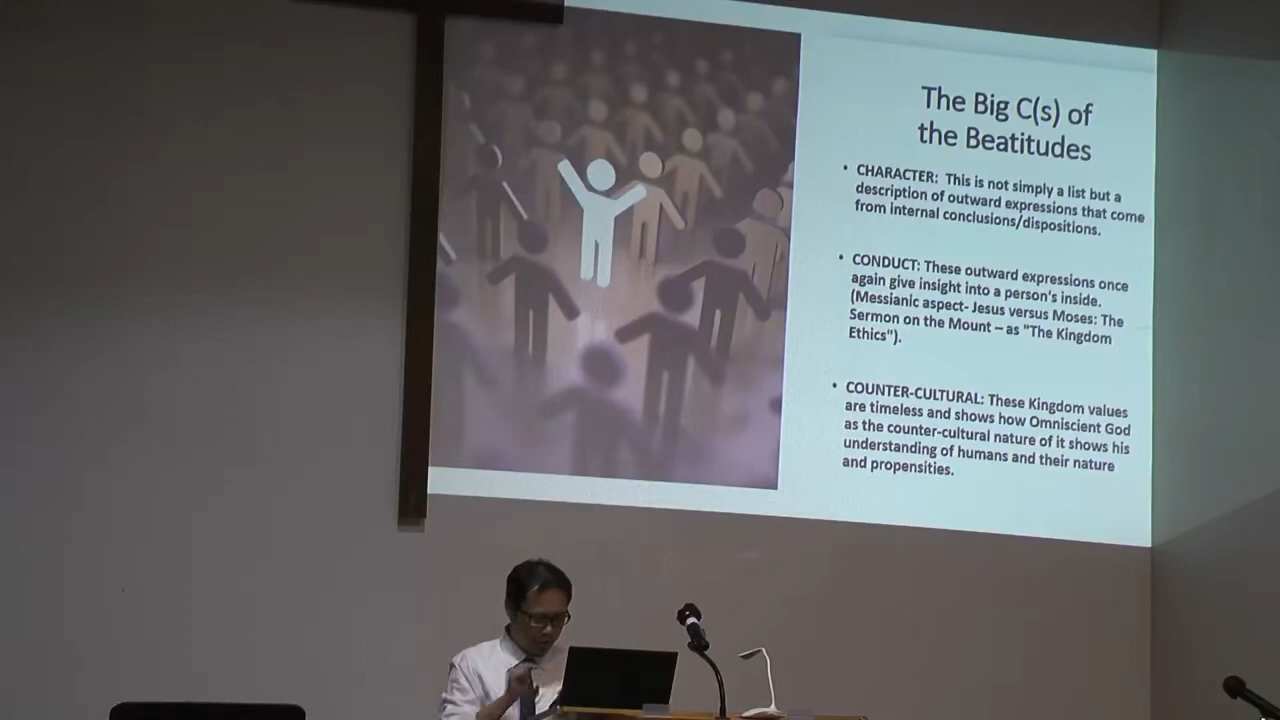 The Big C(s) of
the Beatitudes
• CHARACTER: This is not simply a list but a
description of outward expressions that come
from internal conclusions/dispositions.
• CONDUCT: These outward expressions once
again give insight into a person's inside.
(Messianic aspect- Jesus versus Moses: The
Sermon on the Mount – as "The Kingdom
Ethics").
• COUNTER-CULTURAL: These Kingdom values
are timeless and shows how Omniscient God
as the counter-cultural nature of it shows his
understanding of humans and their nature
and propensities.